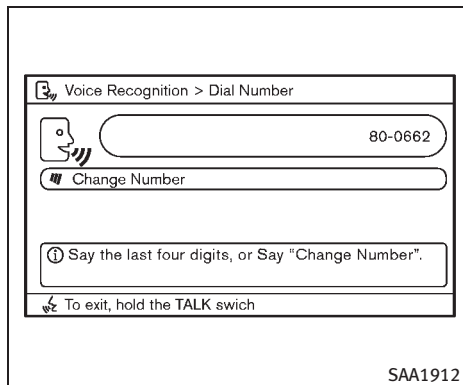 Voice Recognition > Dial Number
80-0662
Change Number
Say the last four digits, or Say “Change Number”.
To exit, hold the TALK swich
SAA1912